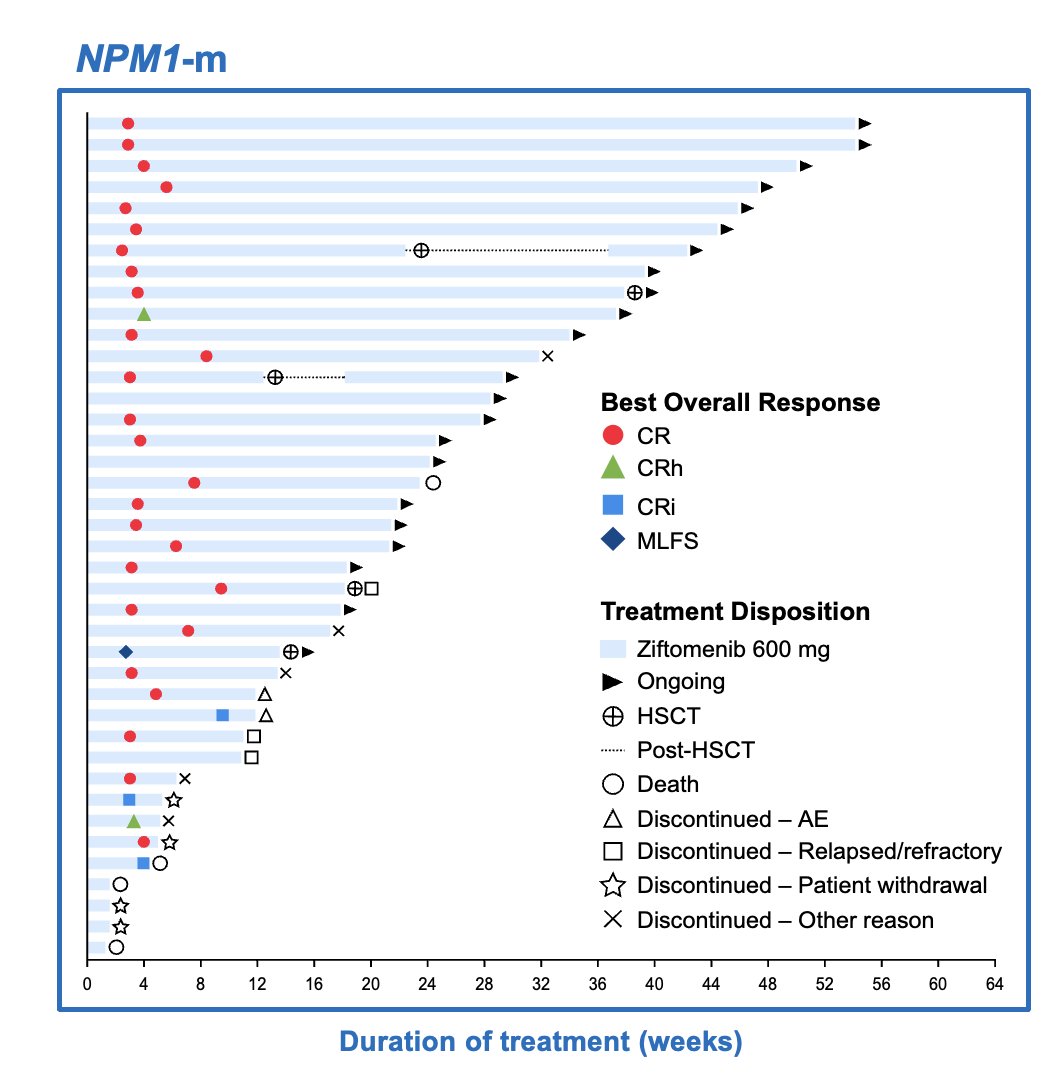 NPM1-m
Best Overall Response
CR
CRh
CRi
MLFS
Treatment Disposition
Ziftomenib 600 mg
Ongoing
HSCT
Post-HSCT
Death
Discontinued – AE
Discontinued – Relapsed/refractory
Discontinued – Patient withdrawal
Discontinued – Other reason
0 4 8 12 16 20 24 28 32 36 40 44 48 52 56 60 64
Duration of treatment (weeks)